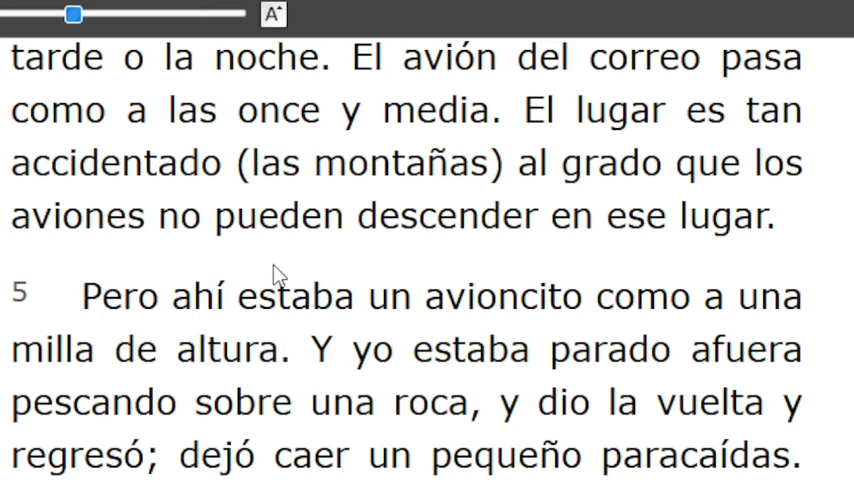 A
tarde o la noche. El avión del correo pasa
como a las once y media. El lugar es tan
accidentado (las montañas) al grado que los
aviones no pueden descender en ese lugar.
5 Pero ahí estaba un avioncito como a una
milla de altura. Y yo estaba parado afuera
pescando sobre una roca, y dio la vuelta y
regresó; dejó caer un pequeño paracaídas.